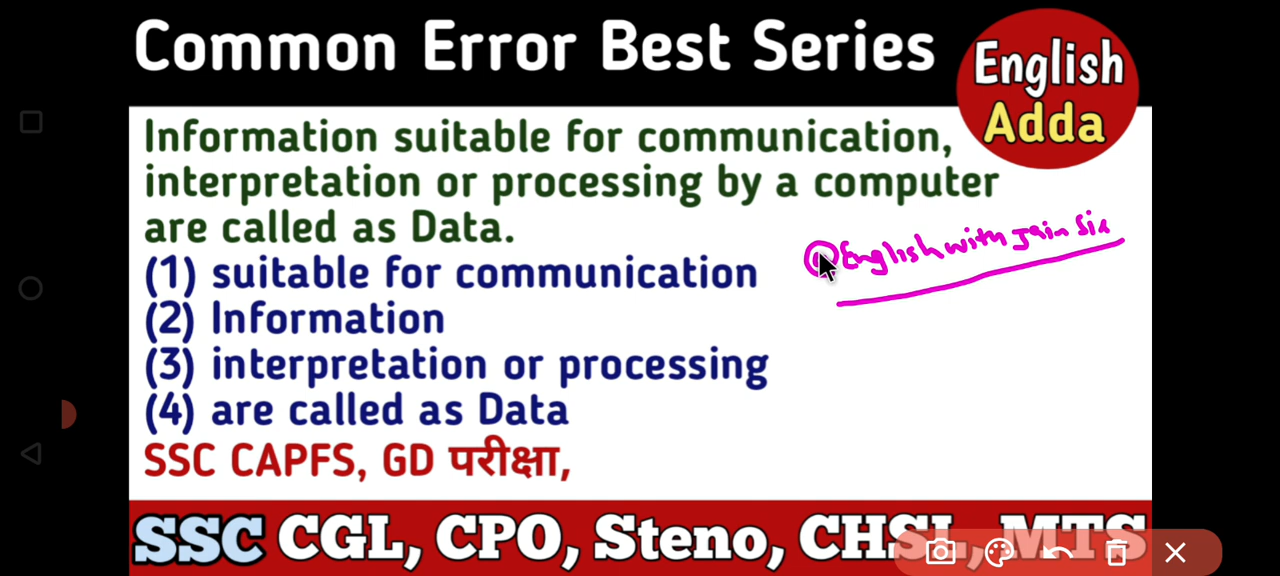 Common Error Best Series
English
Adda
Information suitable for communication,
interpretation or processing by a computer
are called as Data.
@English with Jain Sir
(1) suitable for communication
(2) Information
(3) interpretation or processing
(4) are called as Data
SSC CAPFS, GD परीक्षा,
SSC CGL, CPO, Steno, CHSL, MTS